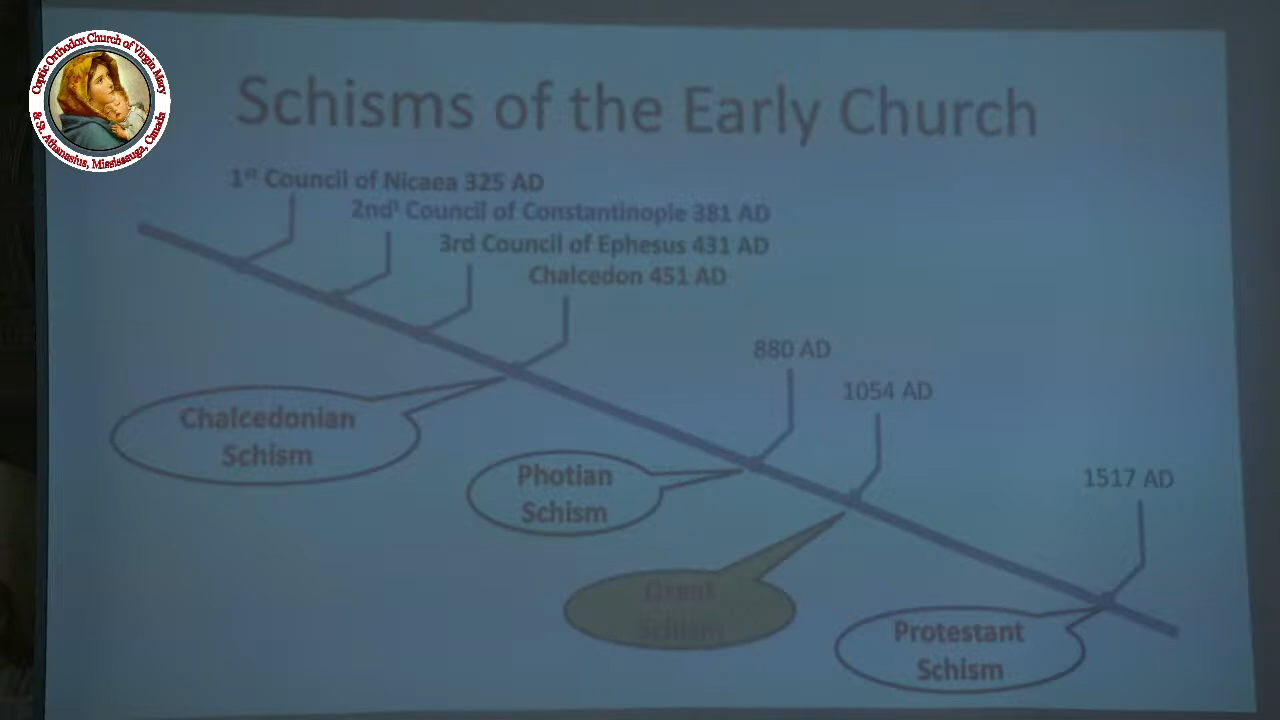 Coptic Orthodox Church of Virgin Mary
& St. Athanasius, Mississauga, Canada
Schisms of the Early Church
1st Council of Nicaea 325 AD
2nd Council of Constantinople 381 AD
3rd Council of Ephesus 431 AD
Chalcedon 451 AD
880 AD
1054 AD
Chalcedonian
Schism
Photian
Schism
1517 AD
Great
Schism
Protestant
Schism